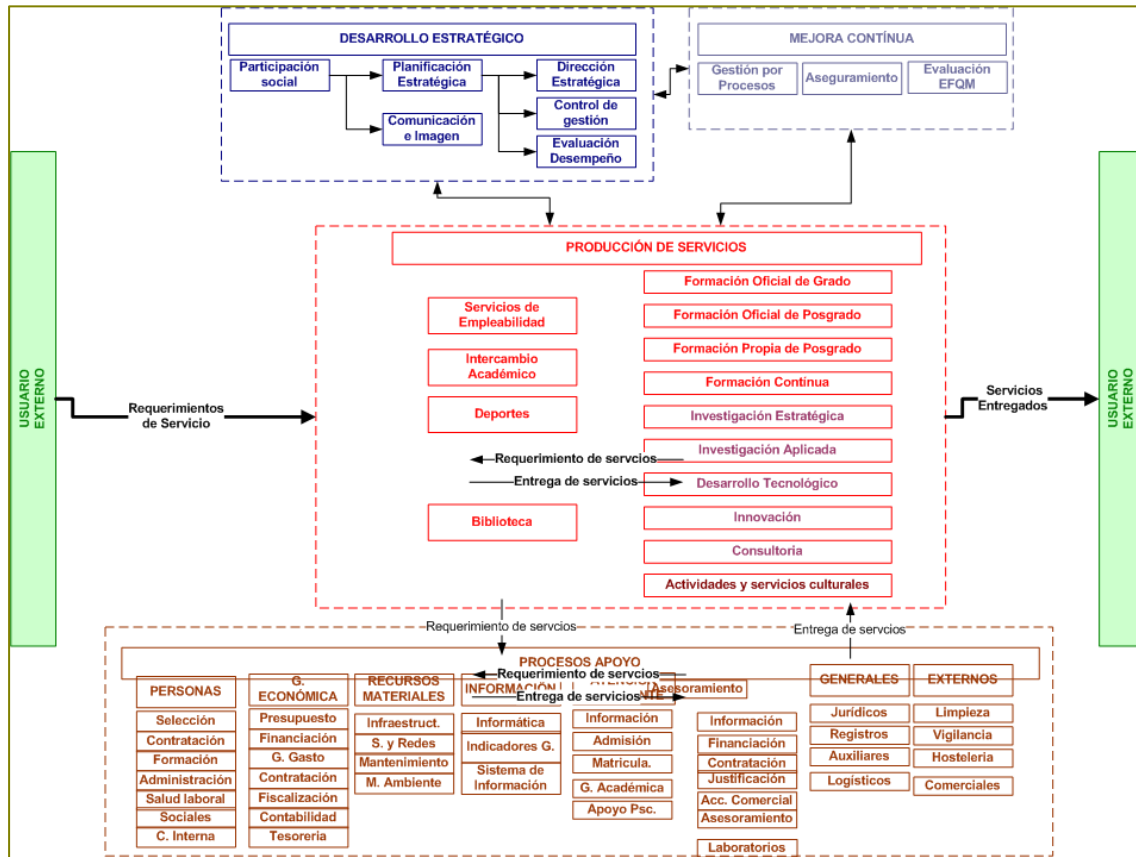 DESARROLLO ESTRATÉGICO
Participación
social
Planificación
Estratégica
Dirección
Estratégica
Comunicación
e Imagen
Control de
gestión
Evaluación
Desempeño
MEJORA CONTÍNUA
Gestión por
Procesos
Aseguramiento
Evaluación
EFQM
USUARIO
EXTERNO
Requerimientos
de Servicio
PRODUCCIÓN DE SERVICIOS
Servicios de
Empleabilidad
Intercambio
Académico
Deportes
Biblioteca
Formación Oficial de Grado
Formación Oficial de Posgrado
Formación Propia de Posgrado
Formación Contínua
Investigación Estratégica
Investigación Aplicada
Desarrollo Tecnológico
Innovación
Consultoria
Actividades y servicios culturales
Requerimiento de servcios
Entrega de servicios
Servicios
Entregados
USUARIO
EXTERNO
Requerimiento de servcios
Entrega de servicios
PROCESOS APOYO
Requerimiento de servcios
Entrega de servicios
PERSONAS
Selección
Contratación
Formación
Administración
Salud laboral
Sociales
C. Interna
G.
ECONÓMICA
Presupuesto
Financiación
G. Gasto
Contratación
Fiscalización
Contabilidad
Tesoreria
RECURSOS
MATERIALES
Infraestruct.
S. y Redes
Mantenimiento
M. Ambiente
INFORMACIÓN
Informática
Indicadores G.
Sistema de
Información
Información
Admisión
Matricula.
G. Académica
Apoyo Psc.
Asesoramiento
Información
Financiación
Contratación
Justificación
Acc. Comercial
Asesoramiento
Laboratorios
GENERALES
Jurídicos
Registros
Auxiliares
Logísticos
EXTERNOS
Limpieza
Vigilancia
Hosteleria
Comerciales